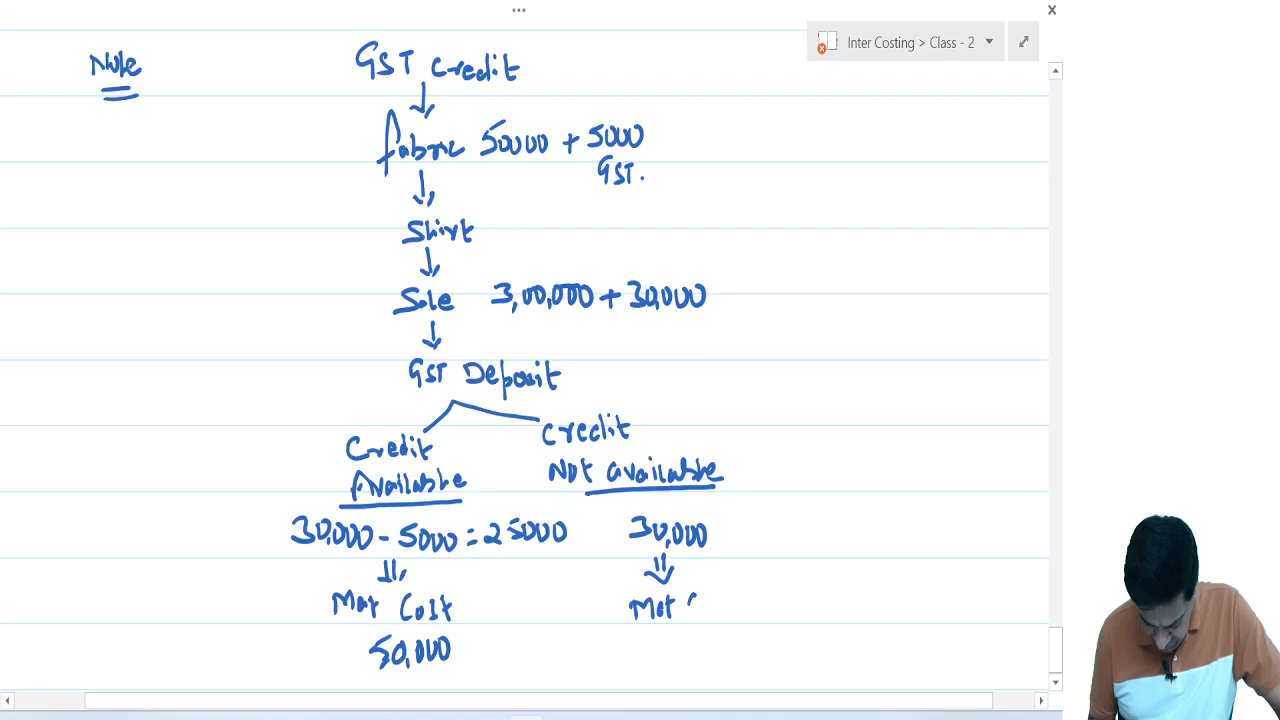 ...
Inter Costing > Class - 2
Note
GST Credit
Fabric 50000 + 5000
GST.
Shirt
Sale 3,00,000 + 30,000
GST Deposit
Credit Available
Credit Not available
30,000 - 5000 = 25000
30,000
Mat Cost
50,000
Mat C